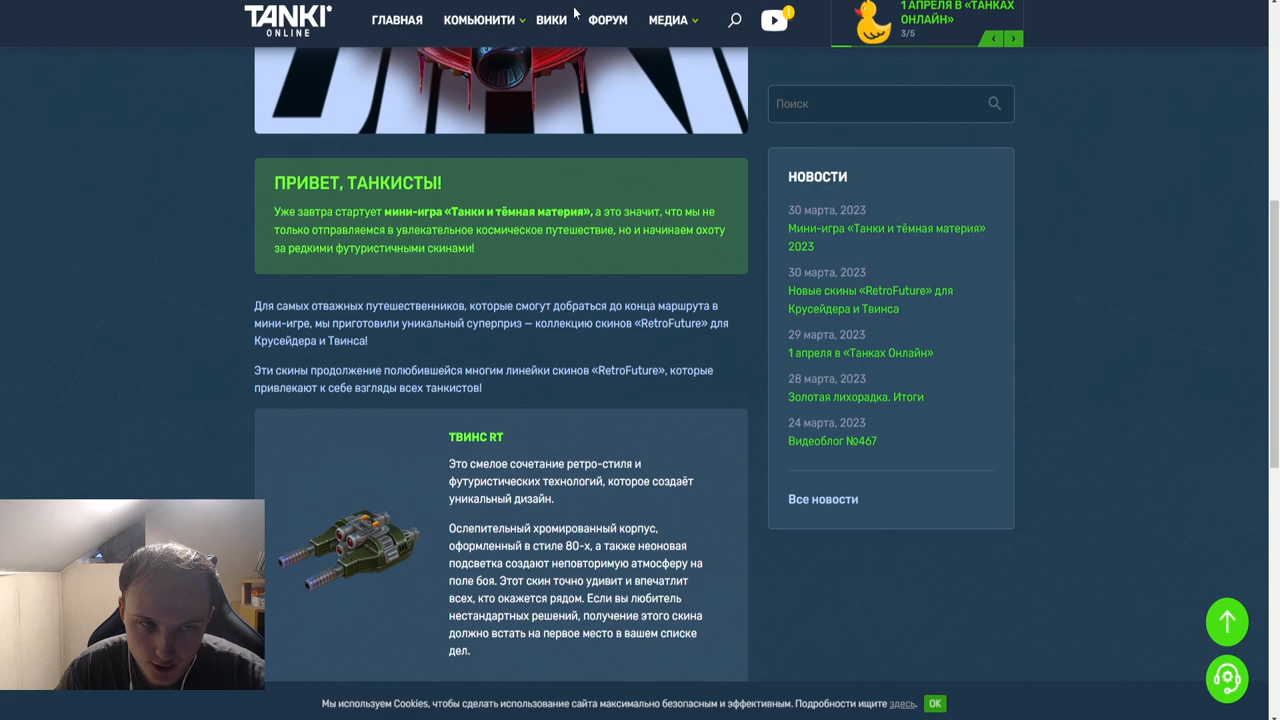 TANKI
ONLINE
ГЛАВНАЯ
КОМЬЮНИТИ
ВИКИ
ФОРУМ
МЕДИА
1 АПРЕЛЯ В «ТАНКАХ
ОНЛАЙН»
3/5
Поиск
ПРИВЕТ, ТАНКИСТЫ!
Уже завтра стартует мини-игра «Танки и тёмная материя», а это значит, что мы не
только отправляемся в увлекательное космическое путешествие, но и начинаем охоту
за редкими футуристичными скинами!
Для самых отважных путешественников, которые смогут добраться до конца маршрута в
мини-игре, мы приготовили уникальный суперприз — коллекцию скинов «RetroFuture» для
Крусейдера и Твинса!
Эти скины продолжение полюбившейся многим линейки скинов «RetroFuture», которые
привлекают к себе взгляды всех танкистов!
ТВИНС RT
Это смелое сочетание ретро-стиля и
футуристических технологий, которое создаёт
уникальный дизайн.
Ослепительный хромированный корпус,
оформленный в стиле 80-х, а также неоновая
подсветка создают неповторимую атмосферу на
поле боя. Этот скин точно удивит и впечатлит
всех, кто окажется рядом. Если вы любитель
нестандартных решений, получение этого скина
должно встать на первое место в вашем списке
дел.
НОВОСТИ
30 марта, 2023
Мини-игра «Танки и тёмная материя»
2023
30 марта, 2023
Новые скины «RetroFuture» для
Крусейдера и Твинса
29 марта, 2023
1 апреля в «Танках Онлайн»
28 марта, 2023
Золотая лихорадка. Итоги
24 марта, 2023
Видеоблог №467
Все новости
Мы используем Cookies, чтобы сделать использование сайта максимально безопасным и эффективным. Подробности ищите здесь.
OK